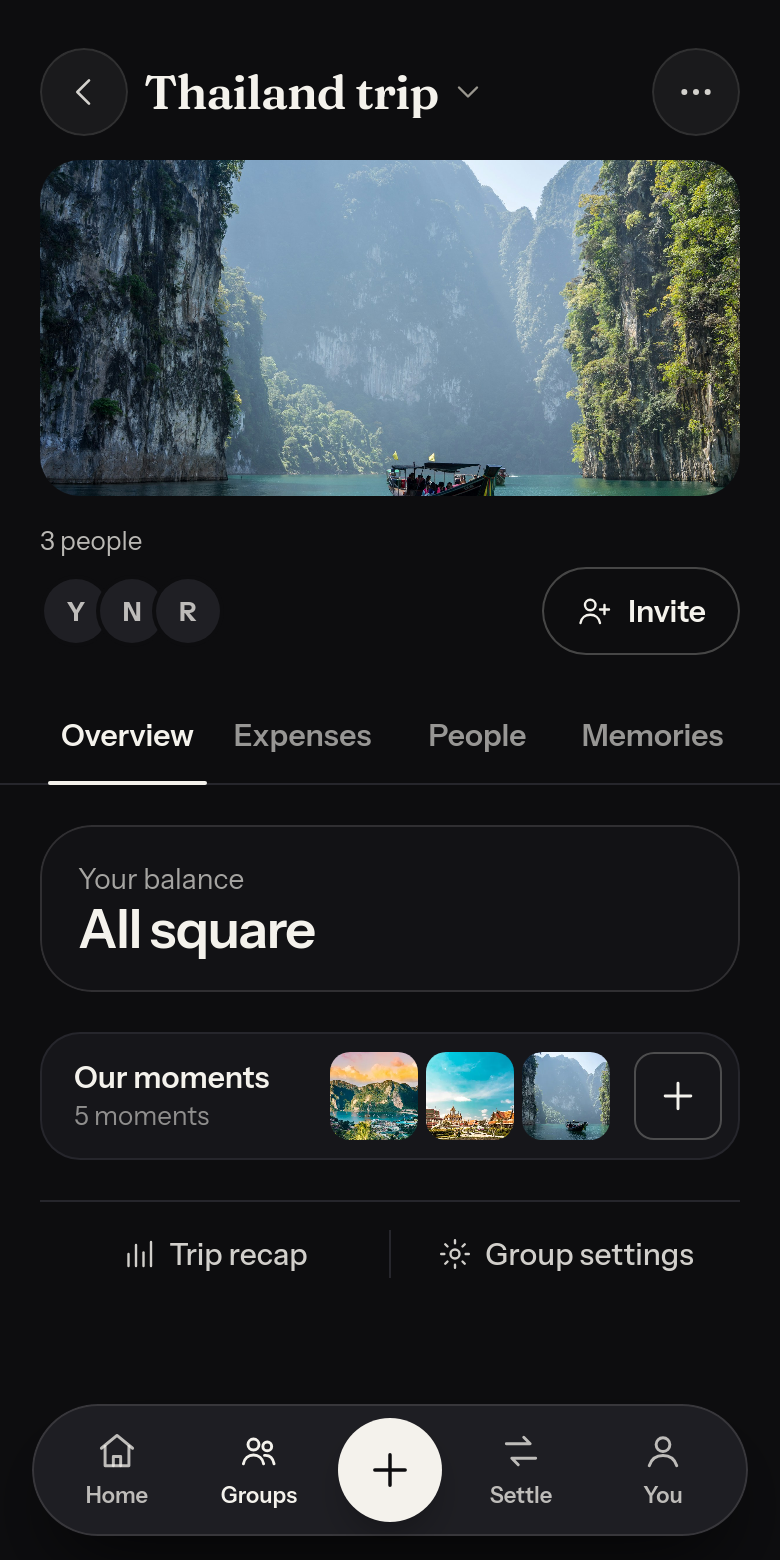 Thailand trip
3 people
Y N R
Invite
Overview Expenses People Memories
Your balance
All square
Our moments
5 moments
Trip recap Group settings
Home Groups Settle You